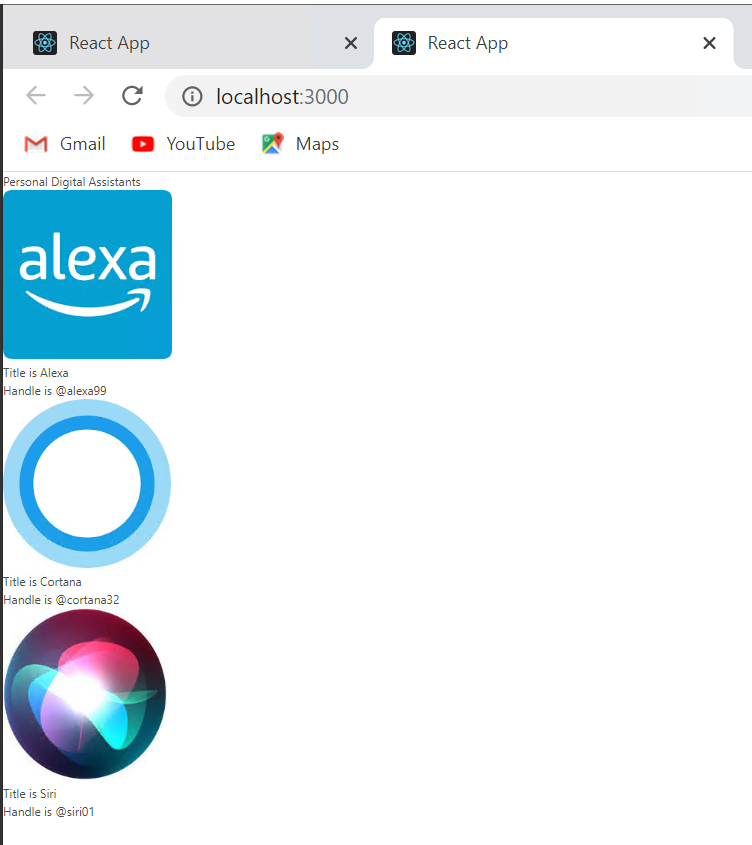 React App
React App
localhost:3000
Gmail YouTube Maps
Personal Digital Assistants
alexa
Title is Alexa
Handle is @alexa99
Title is Cortana
Handle is @cortana32
Title is Siri
Handle is @siri01